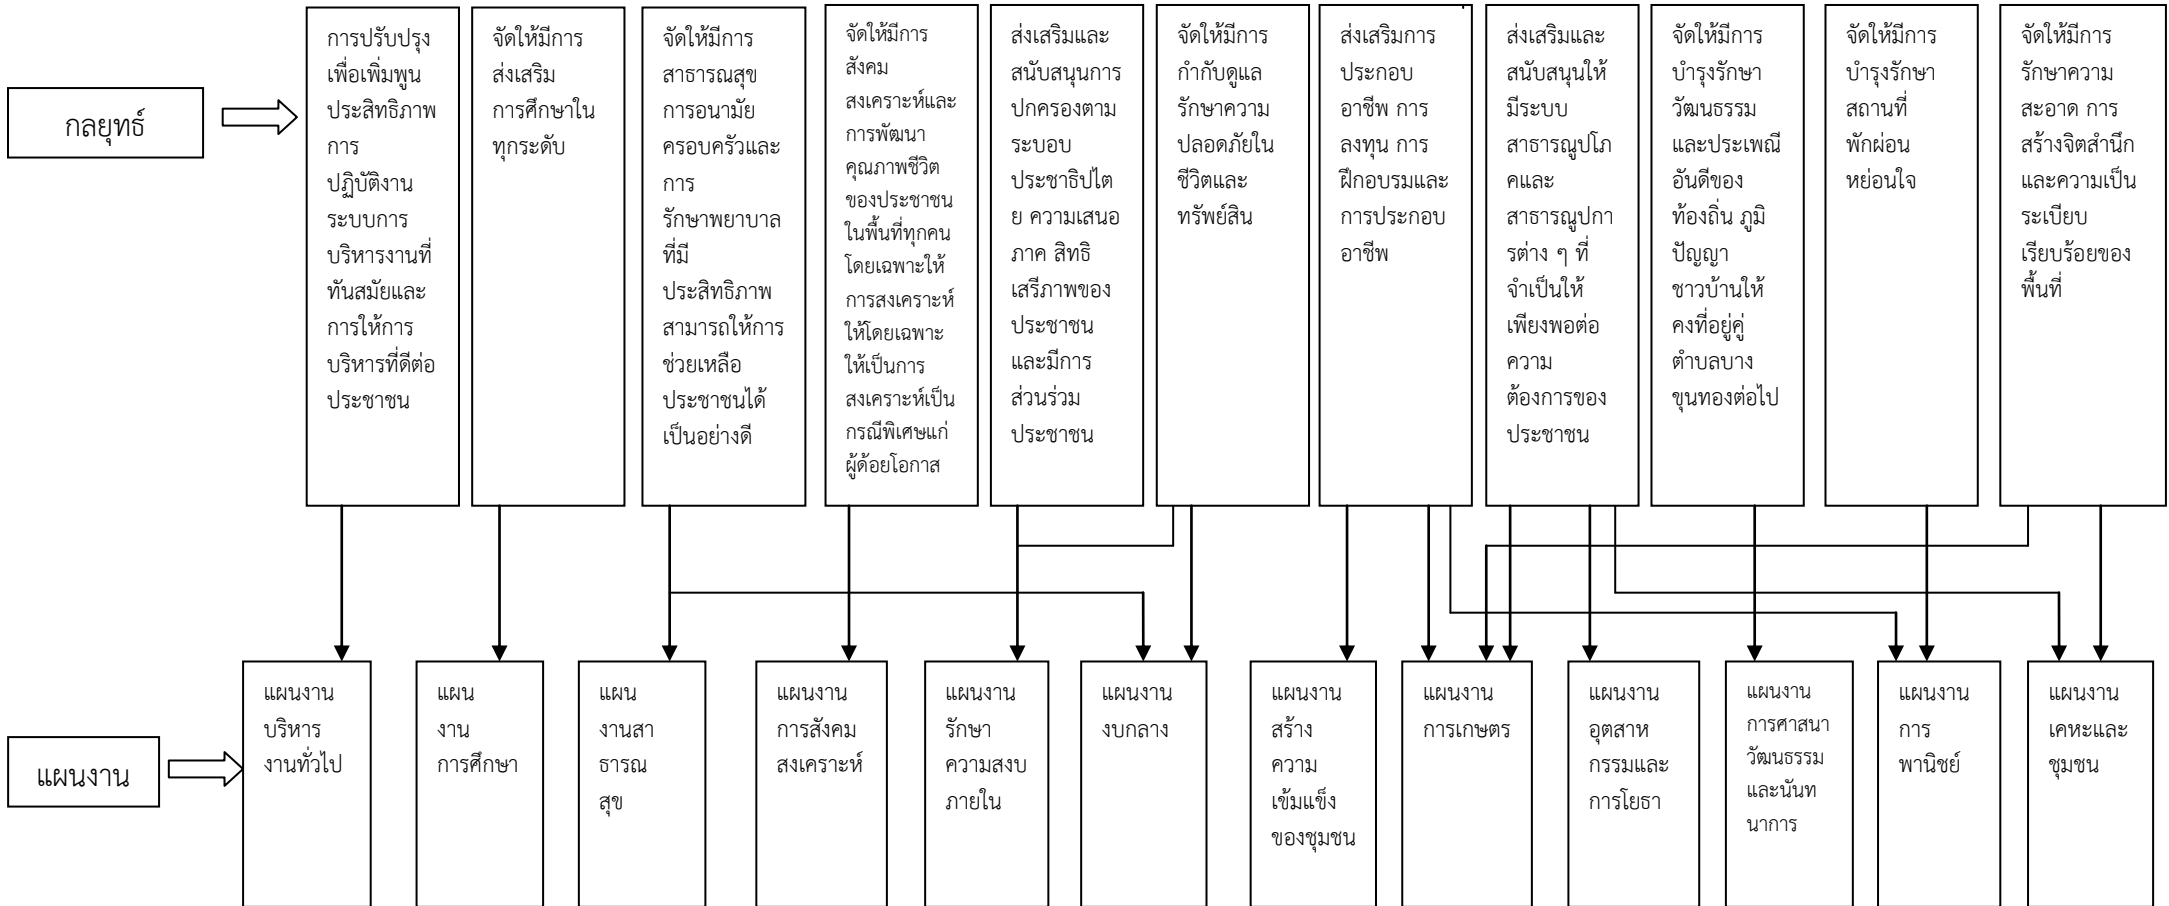 กลยุทธ์
การปรับปรุง
เพื่อเพิ่มพูน
ประสิทธิภาพ
การ
ปฏิบัติงาน
ระบบการ
บริหารงานที่
ทันสมัยและ
การให้การ
บริหารที่ดีต่อ
ประชาชน
จัดให้มีการ
ส่งเสริม
การศึกษาใน
ทุกระดับ
จัดให้มีการ
สาธารณสุข
การอนามัย
ครอบครัวและ
การ
รักษาพยาบาล
ที่มี
ประสิทธิภาพ
สามารถให้การ
ช่วยเหลือ
ประชาชนได้
เป็นอย่างดี
จัดให้มีการ
สังคม
สงเคราะห์และ
การพัฒนา
คุณภาพชีวิต
ของประชาชน
ในพื้นที่ทุกคน
โดยเฉพาะให้
การสงเคราะห์
ให้โดยเฉพาะ
ให้เป็นการ
สงเคราะห์เป็น
กรณีพิเศษแก่
ผู้ด้อยโอกาส
ส่งเสริมและ
สนับสนุนการ
ปกครองตาม
ระบอบ
ประชาธิปไต
ย ความเสนอ
ภาค สิทธิ
เสรีภาพของ
ประชาชน
และมีการ
ส่วนร่วม
ประชาชน
จัดให้มีการ
กำกับดูแล
รักษาความ
ปลอดภัยใน
ชีวิตและ
ทรัพย์สิน
ส่งเสริมการ
ประกอบ
อาชีพ การ
ลงทุน การ
ฝึกอบรมและ
การประกอบ
อาชีพ
ส่งเสริมและ
สนับสนุนให้
มีระบบ
สาธารณูปโภ
คและ
สาธารณูปกา
รต่าง ๆ ที่
จำเป็นให้
เพียงพอต่อ
ความ
ต้องการของ
ประชาชน
จัดให้มีการ
บำรุงรักษา
วัฒนธรรม
และประเพณี
อันดีของ
ท้องถิ่น ภูมิ
ปัญญา
ชาวบ้านให้
คงที่อยู่คู่
ตำบลบาง
ขุนทองต่อไป
จัดให้มีการ
บำรุงรักษา
สถานที่
พักผ่อน
หย่อนใจ
จัดให้มีการ
รักษาความ
สะอาด การ
สร้างจิตสำนึก
และความเป็น
ระเบียบ
เรียบร้อยของ
พื้นที่
แผนงาน
แผนงาน
บริหาร
งานทั่วไป
แผน
งาน
การศึกษา
แผน
งานสา
ธารณ
สุข
แผนงาน
การสังคม
สงเคราะห์
แผนงาน
รักษา
ความสงบ
ภายใน
แผนงาน
งบกลาง
แผนงาน
สร้าง
ความ
เข้มแข็ง
ของชุมชน
แผนงาน
การเกษตร
แผนงาน
อุตสาห
กรรมและ
การโยธา
แผนงาน
การศาสนา
วัฒนธรรม
และนันท
นาการ
แผนงาน
การ
พานิชย์
แผนงาน
เคหะและ
ชุมชน